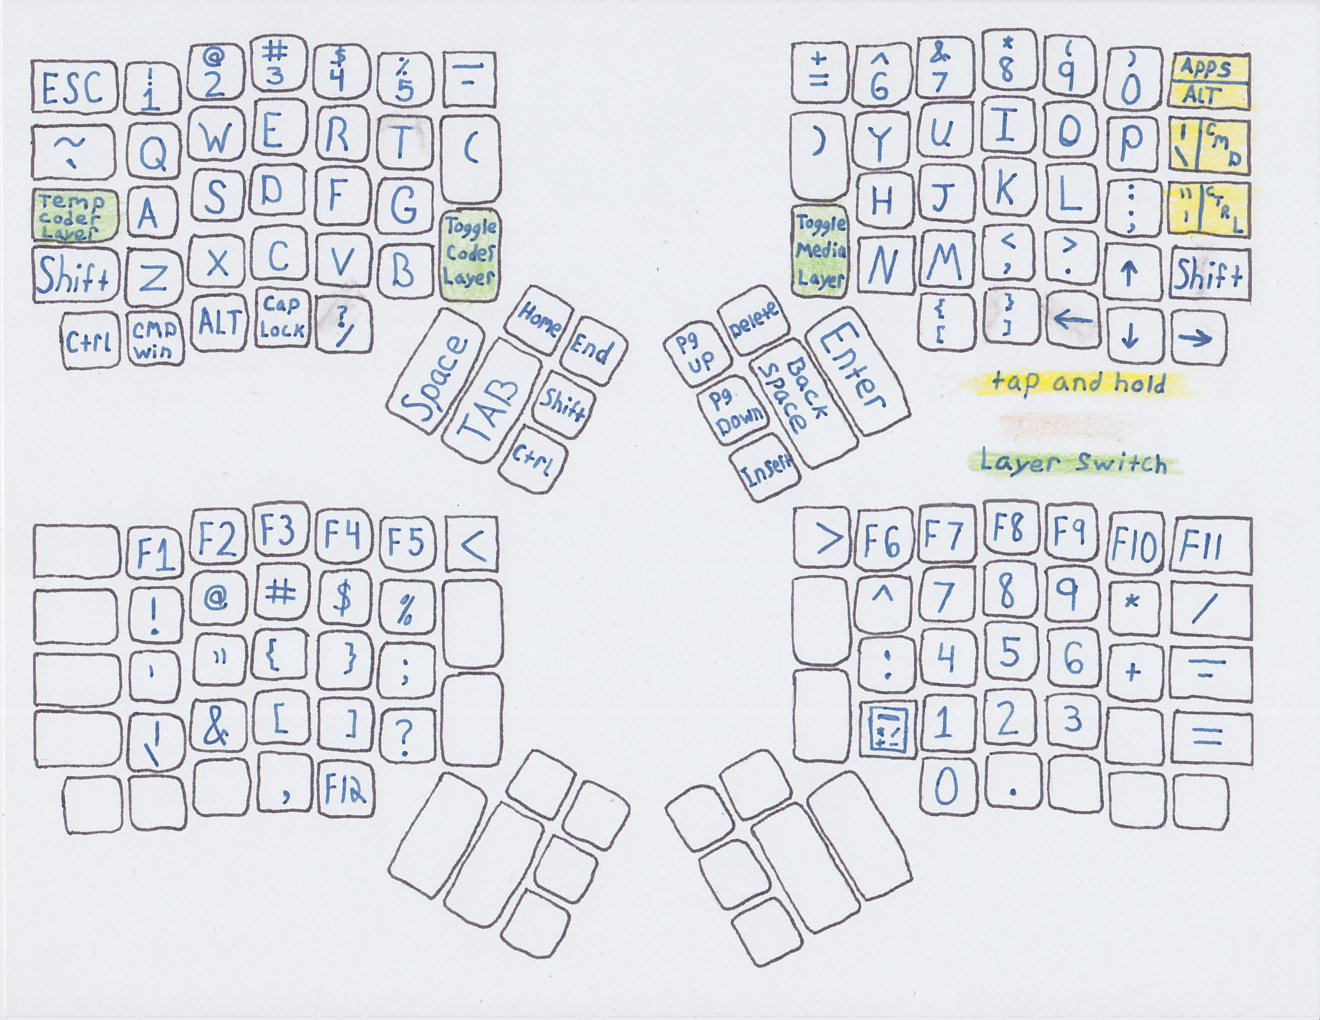 ESC ! 1 @ 2 # 3 $ 4 % 5 — -
~ ` Q W E R T (
Temp
Coder
Layer
A S D F G
Toggle
Coder
Layer
Shift Z X C V B
Ctrl
CMD
Win
ALT
Cap
Lock
? /
Home End
Space TAB
Shift
Ctrl
+ = ^ 6 & 7 * 8 ( 9 ) 0
APPS
ALT
) Y U I O P | \ CMD
Toggle
Media
Layer
H J K L : ; " ' CTRL
N M < , > . ↑ Shift
{ [ } ] ← ↓ →
Pg
UP
Delete
Pg
Down
Back
Space
Enter
Insert
tap and hold
Layer Switch
F1 F2 F3 F4 F5 <
! @ # $ %
' " { } ;
| \ & [ ] ?
, F12
> F6 F7 F8 F9 F10 F11
^ 7 8 9 * /
: 4 5 6 + -
1 2 3 =
0 .